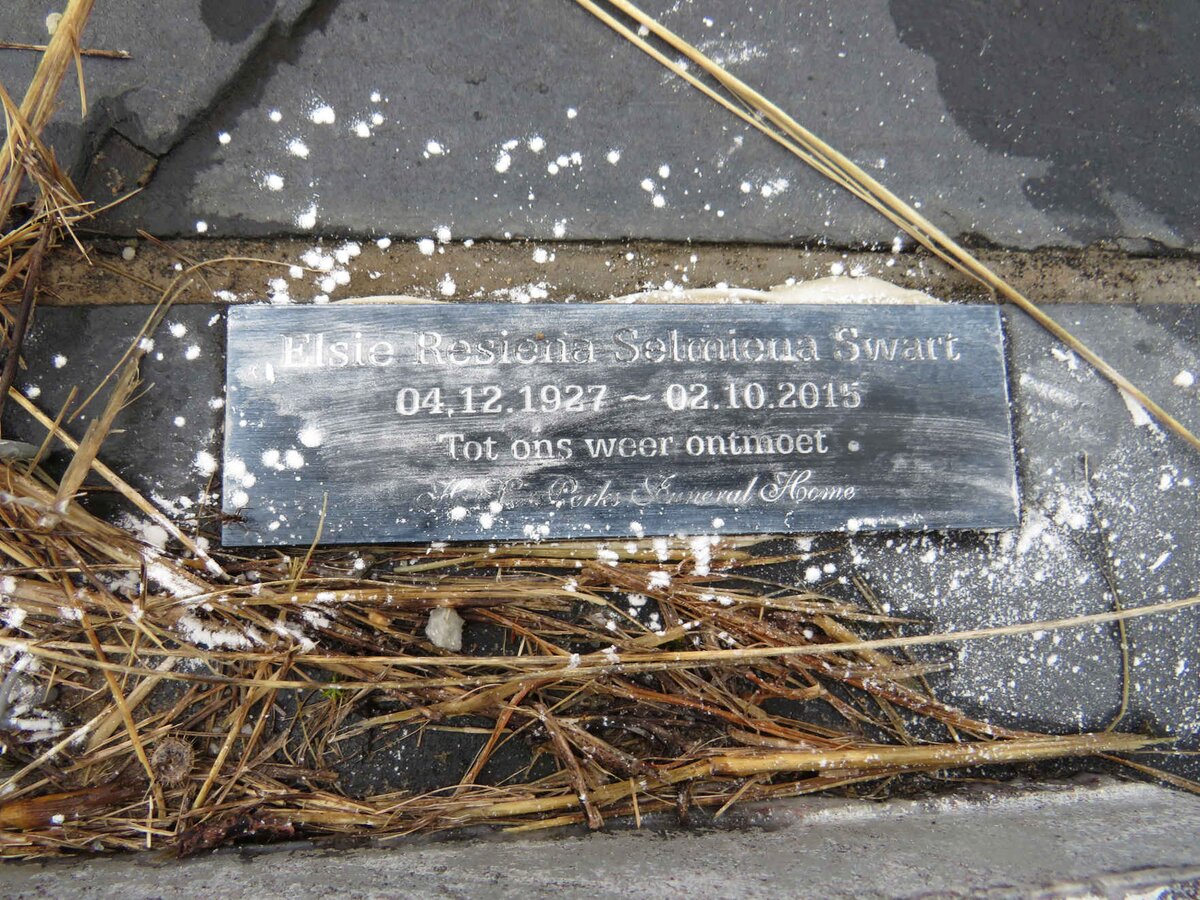 Elsie Resiena Selmiena Swart
04.12.1927 ~ 02.10.2015
Tot ons weer ontmoet
Perks Funeral Home